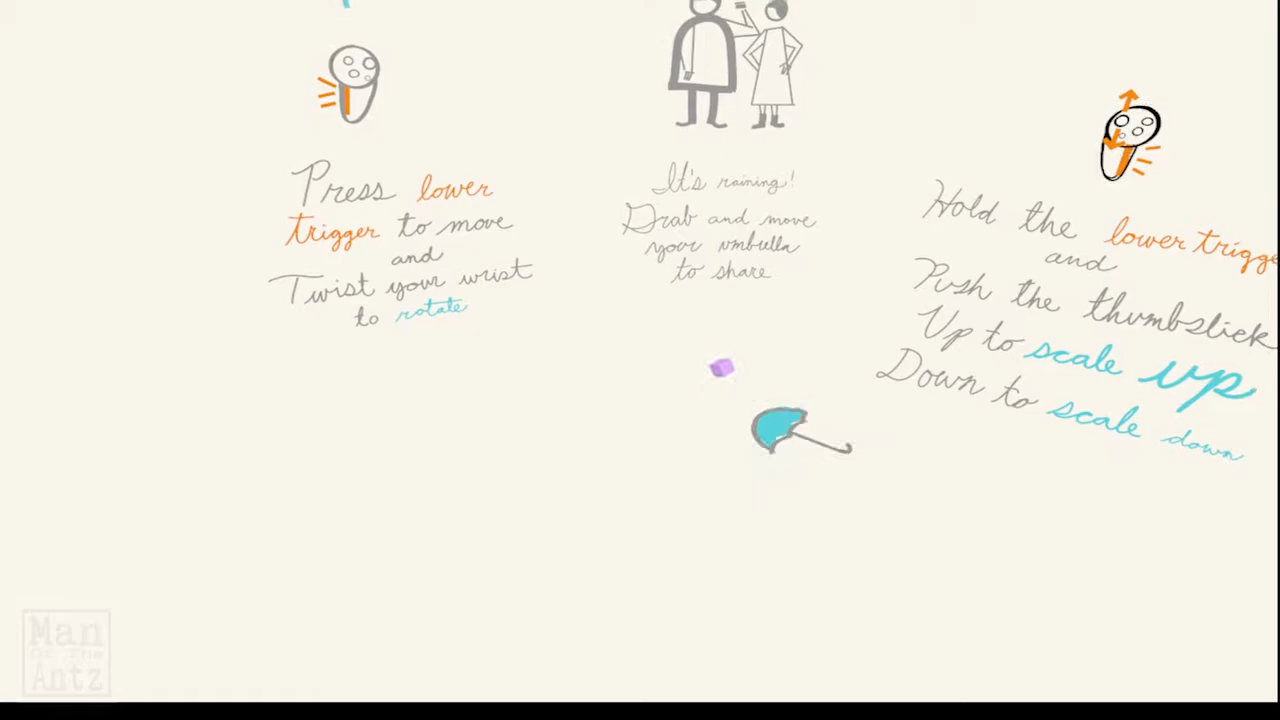 Press lower
trigger to move
and
Twist your wrist
to rotate
It's raining!
Grab and move
your umbrella
to share
Hold the lower trigge
and
Push the thumbstick
Up to scale up
Down to scale down
Man
of the
Antz